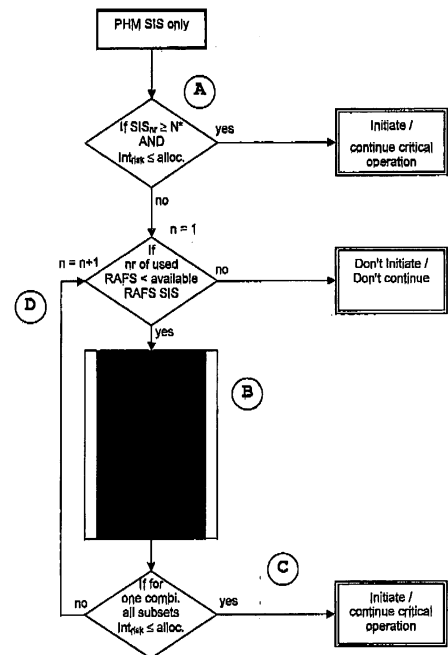 PHM SIS only
A
If SISnr ≥ N*
AND
Intrisk ≤ alloc.
yes
Initiate /
continue critical
operation
no
n = 1
n = n+1
If
nr of used
RAFS < available
RAFS SIS
no
Don't Initiate /
Don't continue
D
yes
B
C
If for
one combi.
all subsets
Intrisk ≤ alloc.
no
yes
Initiate /
continue critical
operation